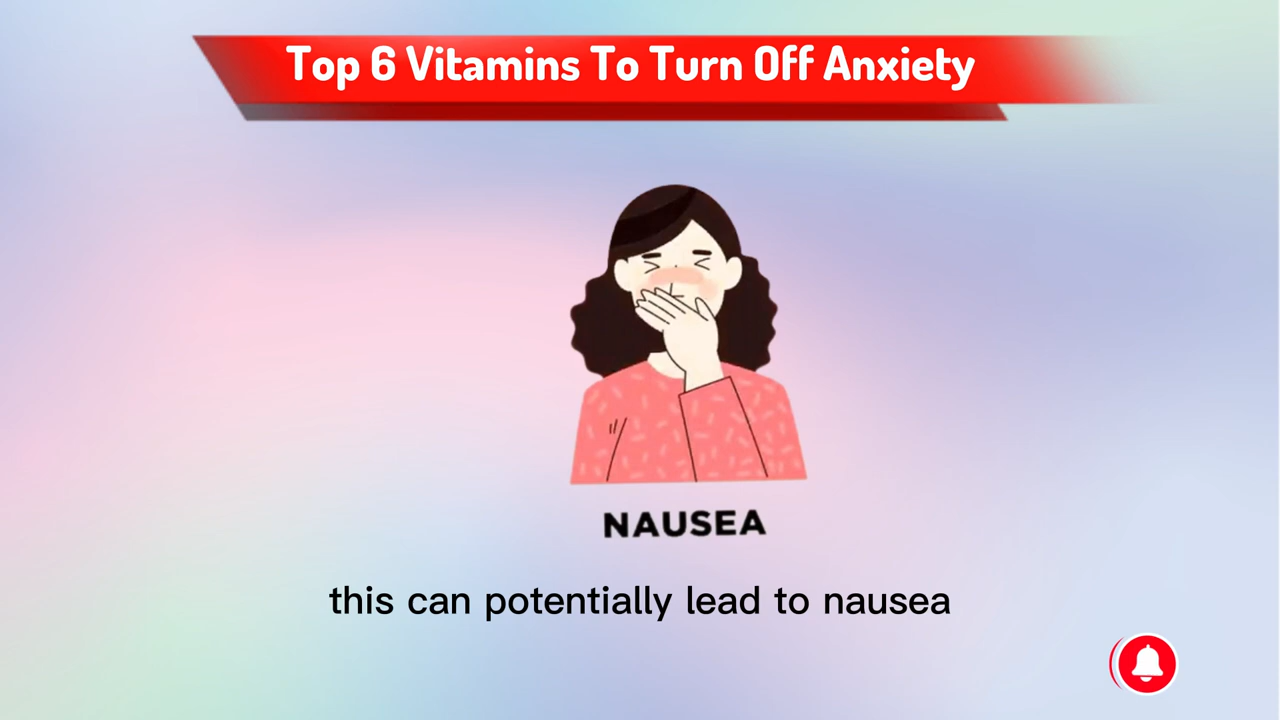 Top 6 Vitamins To Turn Off Anxiety
NAUSEA
this can potentially lead to nausea